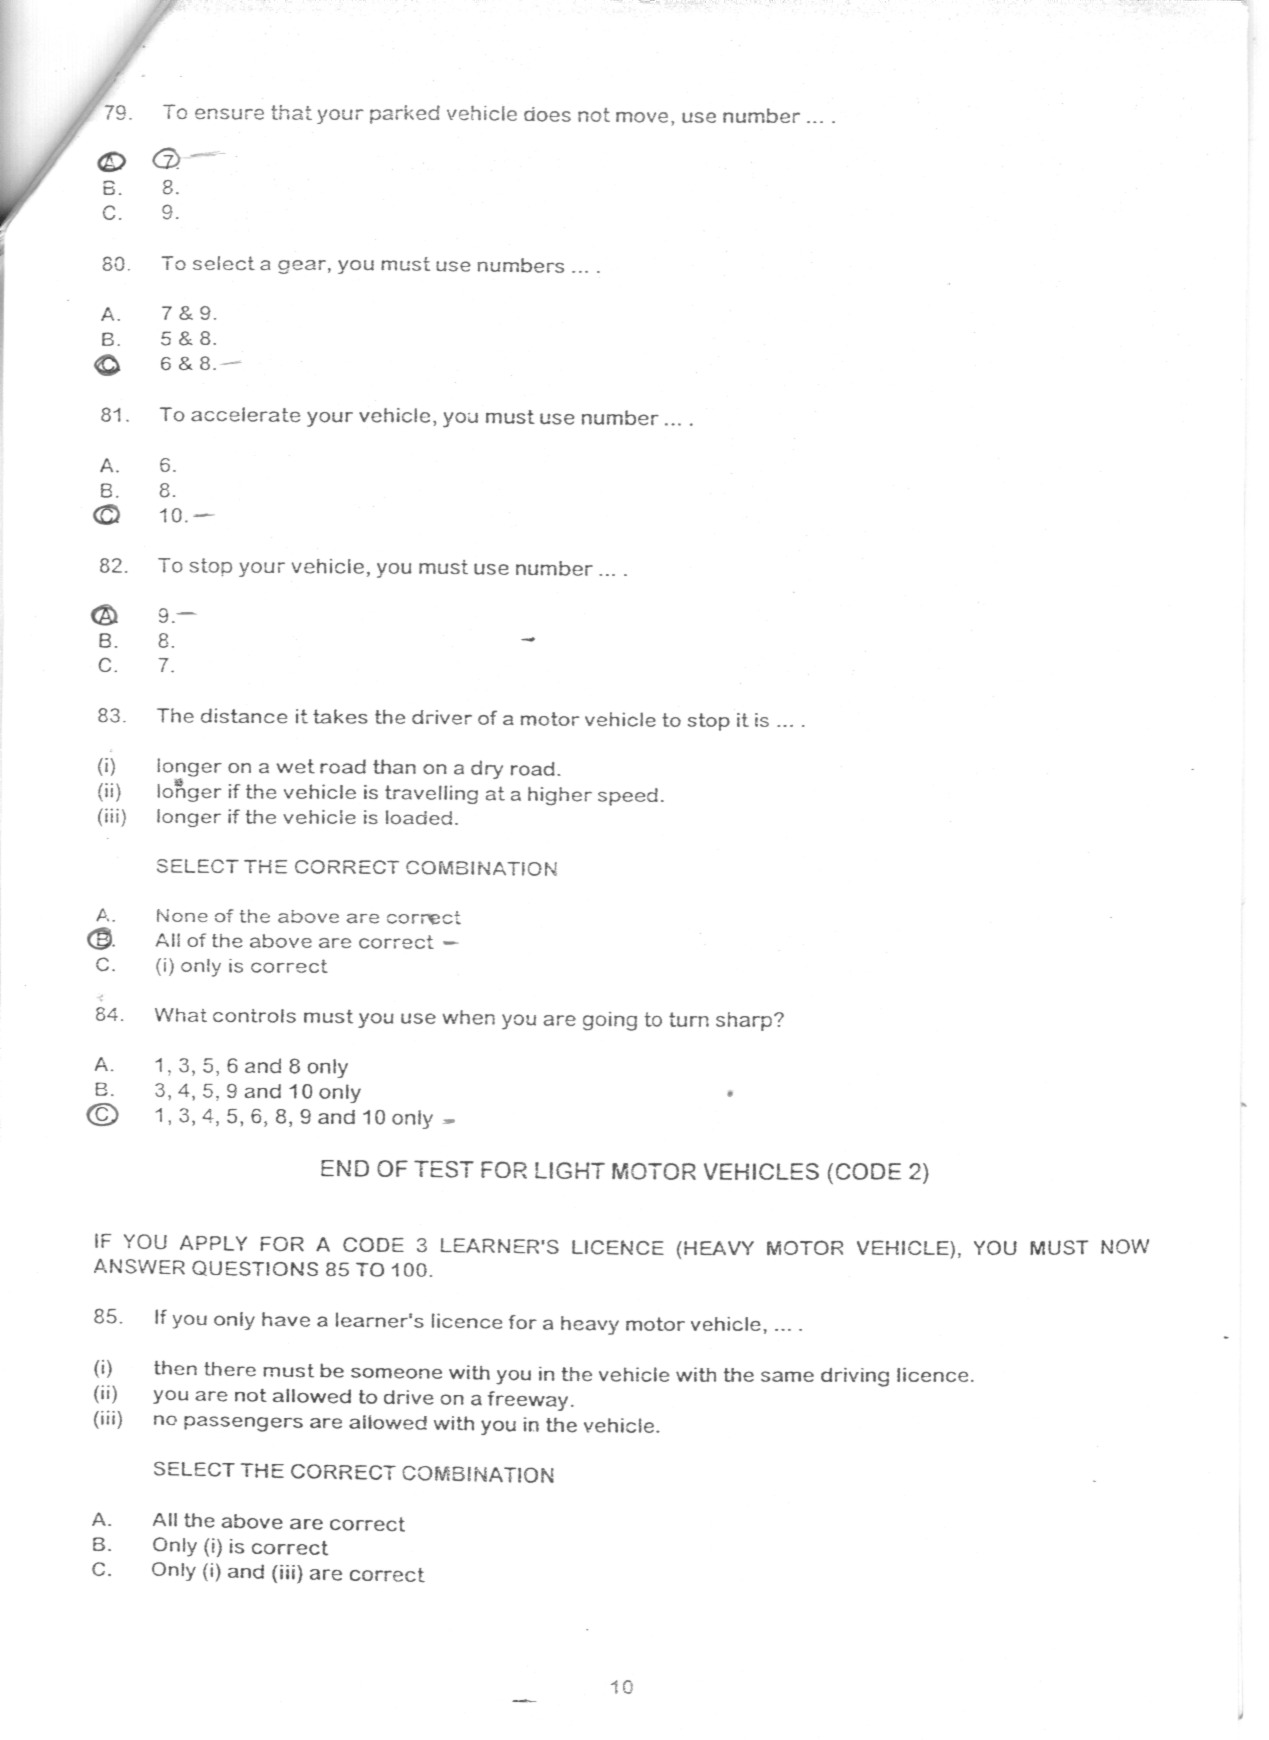 79. To ensure that your parked vehicle does not move, use number ... .
A. 7.
B. 8.
C. 9.
80. To select a gear, you must use numbers ... .
A. 7 & 9.
B. 5 & 8.
C. 6 & 8.
81. To accelerate your vehicle, you must use number ... .
A. 6.
B. 8.
C. 10.
82. To stop your vehicle, you must use number ... .
A. 9.
B. 8.
C. 7.
83. The distance it takes the driver of a motor vehicle to stop it is ... .
(i) longer on a wet road than on a dry road.
(ii) longer if the vehicle is travelling at a higher speed.
(iii) longer if the vehicle is loaded.
SELECT THE CORRECT COMBINATION
A. None of the above are correct
B. All of the above are correct
C. (i) only is correct
84. What controls must you use when you are going to turn sharp?
A. 1, 3, 5, 6 and 8 only
B. 3, 4, 5, 9 and 10 only
C 1, 3, 4, 5, 6, 8, 9 and 10 only
END OF TEST FOR LIGHT MOTOR VEHICLES (CODE 2)
IF YOU APPLY FOR A CODE 3 LEARNER'S LICENCE (HEAVY MOTOR VEHICLE), YOU MUST NOW
ANSWER QUESTIONS 85 TO 100.
85. If you only have a learner's licence for a heavy motor vehicle, ... .
(i) then there must be someone with you in the vehicle with the same driving licence.
(ii) you are not allowed to drive on a freeway.
(iii) no passengers are allowed with you in the vehicle.
SELECT THE CORRECT COMBINATION
A. All the above are correct
B. Only (i) is correct
C. Only (i) and (iii) are correct
10